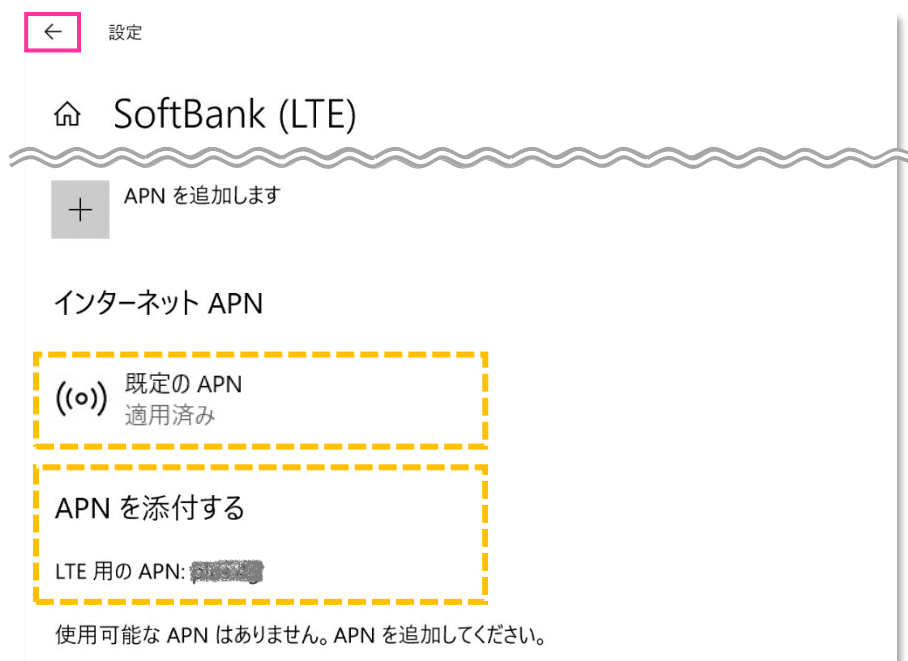 設定
SoftBank (LTE)
APN を追加します
インターネット APN
既定の APN
適用済み
APN を添付する
LTE 用の APN:
使用可能な APN はありません。APN を追加してください。